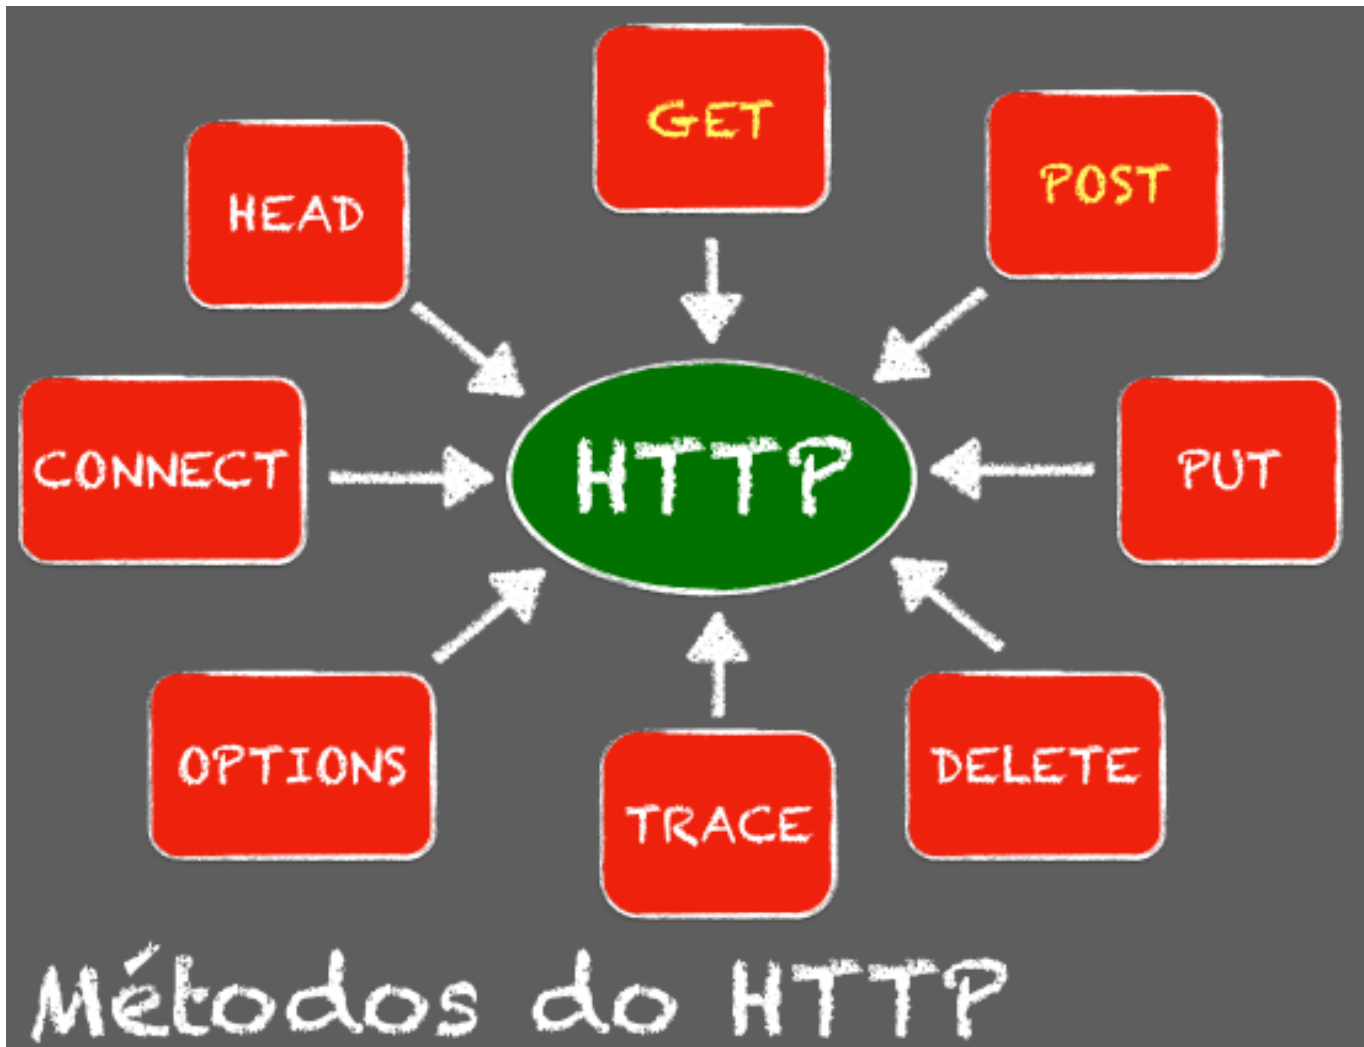 GET
POST
HEAD
CONNECT
HTTP
PUT
OPTIONS
DELETE
TRACE
Métodos do HTTP